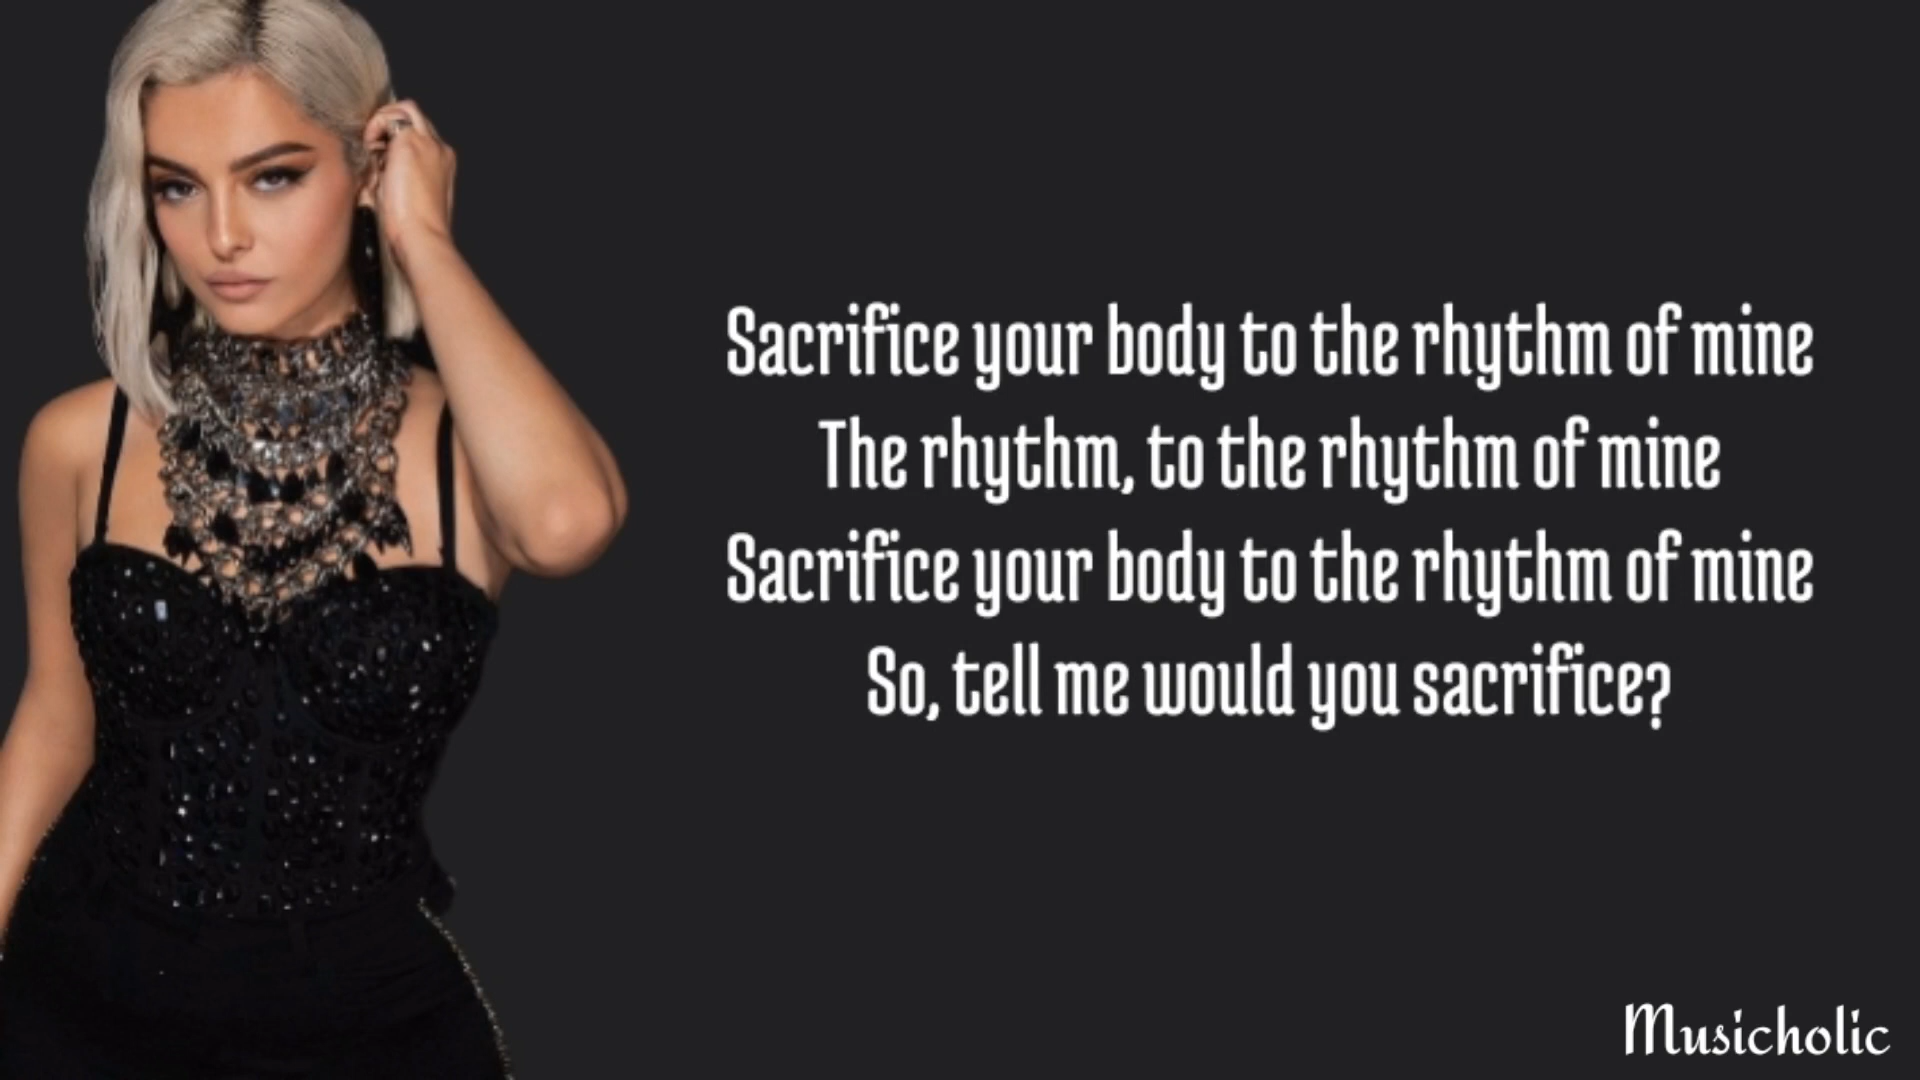 Sacrifice your body to the rhythm of mine
The rhythm, to the rhythm of mine
Sacrifice your body to the rhythm of mine
So, tell me would you sacrifice?
Musicholic